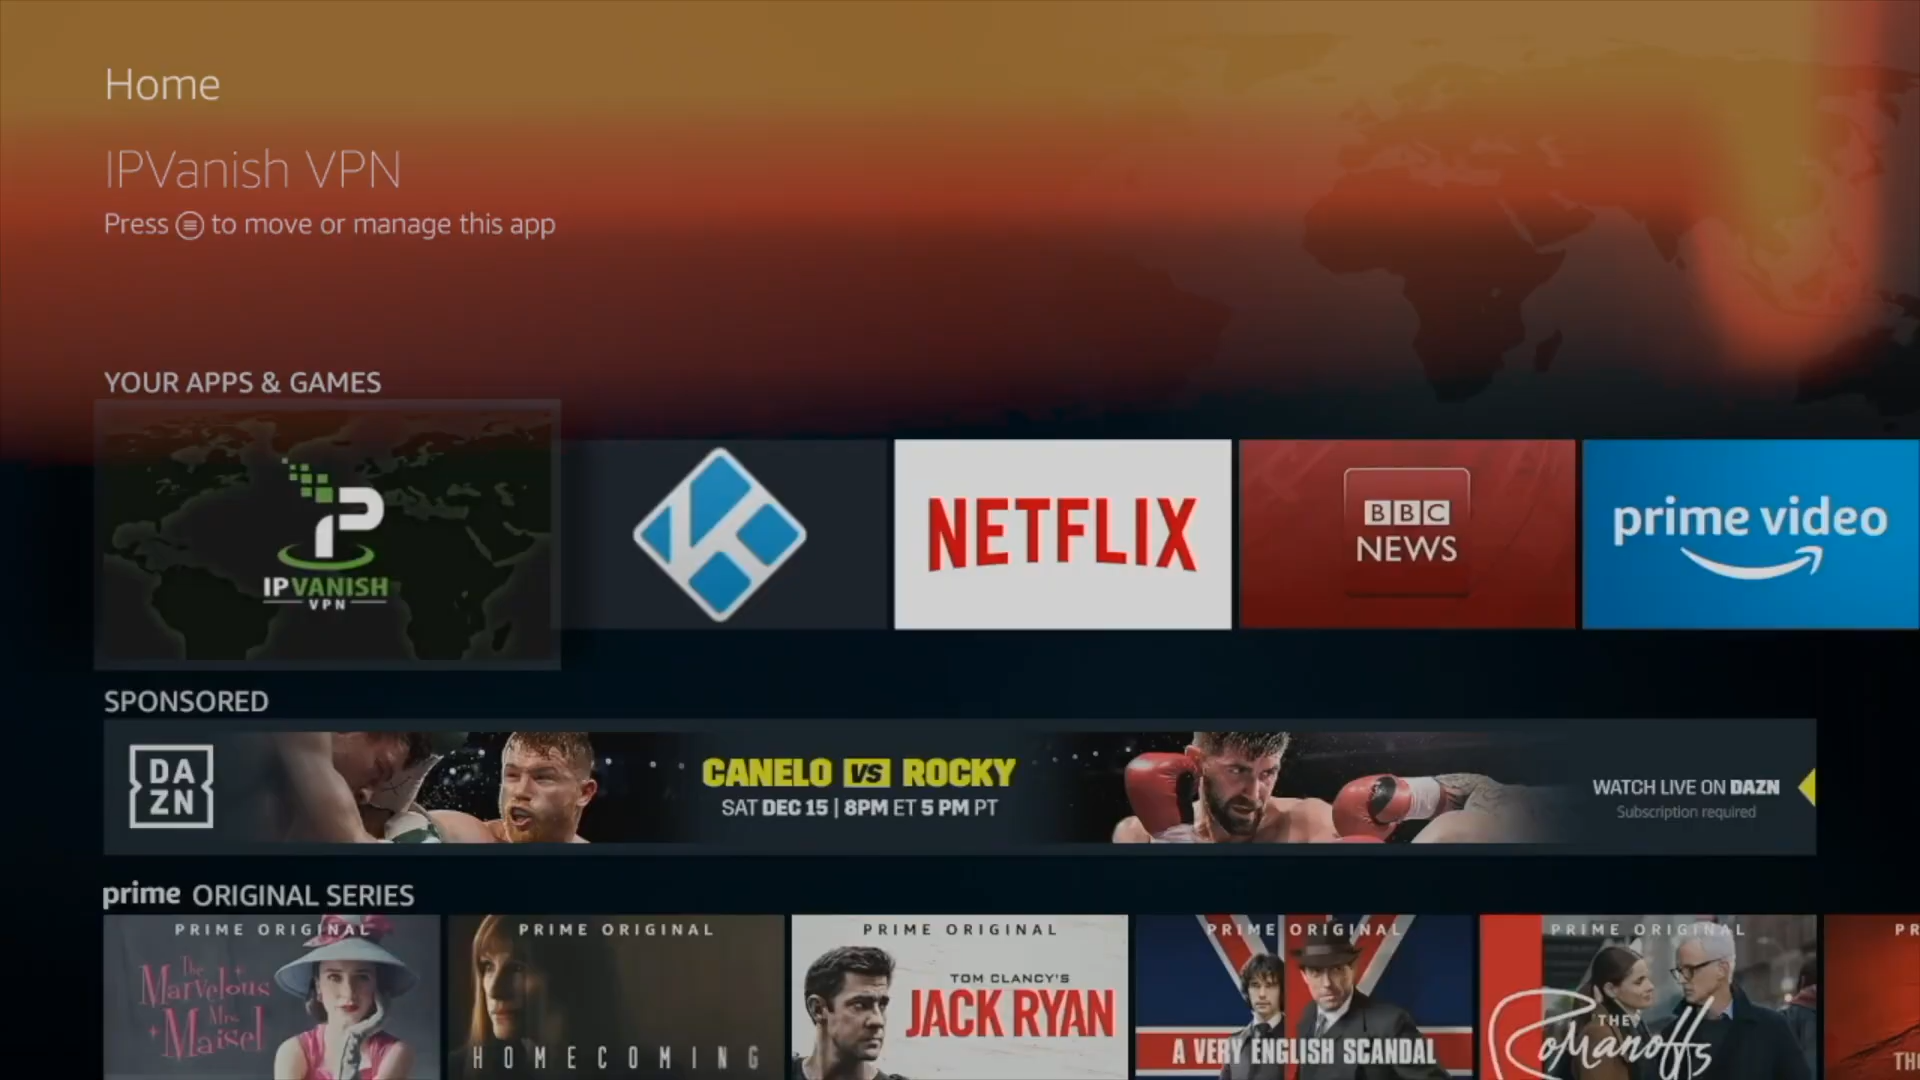 Home
IPVanish VPN
Press to move or manage this app
YOUR APPS & GAMES
IPVANISH
VPN
NETFLIX
BBC
NEWS
prime video
SPONSORED
DAZN
CANELO VS ROCKY
SAT DEC 15 | 8PM ET 5 PM PT
WATCH LIVE ON DAZN
Subscription required
prime ORIGINAL SERIES
PRIME ORIGINAL
The Marvelous Mrs. Maisel
PRIME ORIGINAL
HOMECOMING
PRIME ORIGINAL
TOM CLANCY'S
JACK RYAN
PRIME ORIGINAL
A VERY ENGLISH SCANDAL
PRIME ORIGINAL
THE
Romanoffs
PR
TH